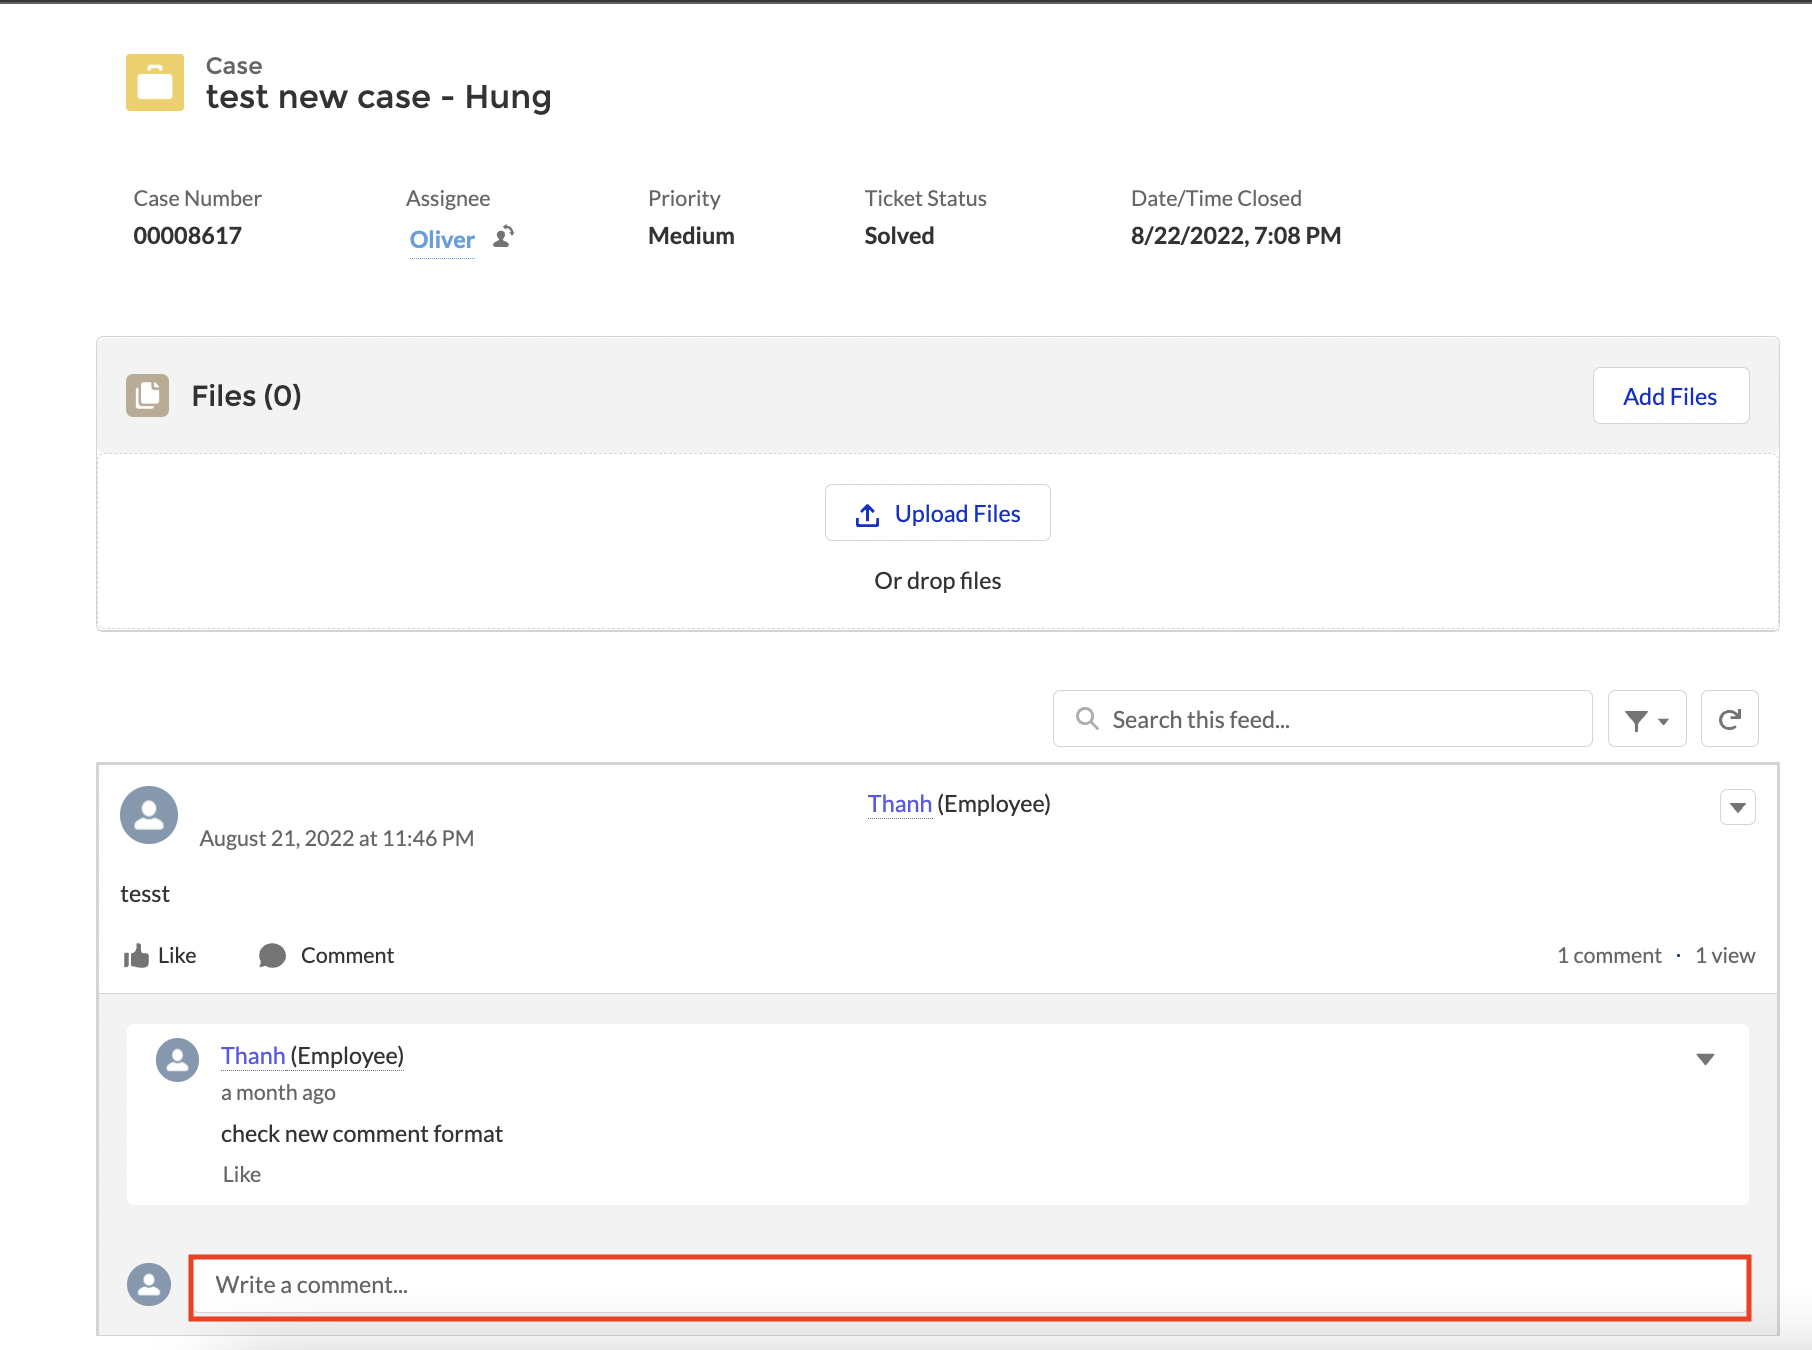 Case
test new case - Hung
Case Number
00008617
Assignee
Oliver
Priority
Medium
Ticket Status
Solved
Date/Time Closed
8/22/2022, 7:08 PM
Files (0)
Add Files
Upload Files
Or drop files
Search this feed...
Thanh (Employee)
August 21, 2022 at 11:46 PM
tesst
Like
Comment
1 comment · 1 view
Thanh (Employee)
a month ago
check new comment format
Like
Write a comment...